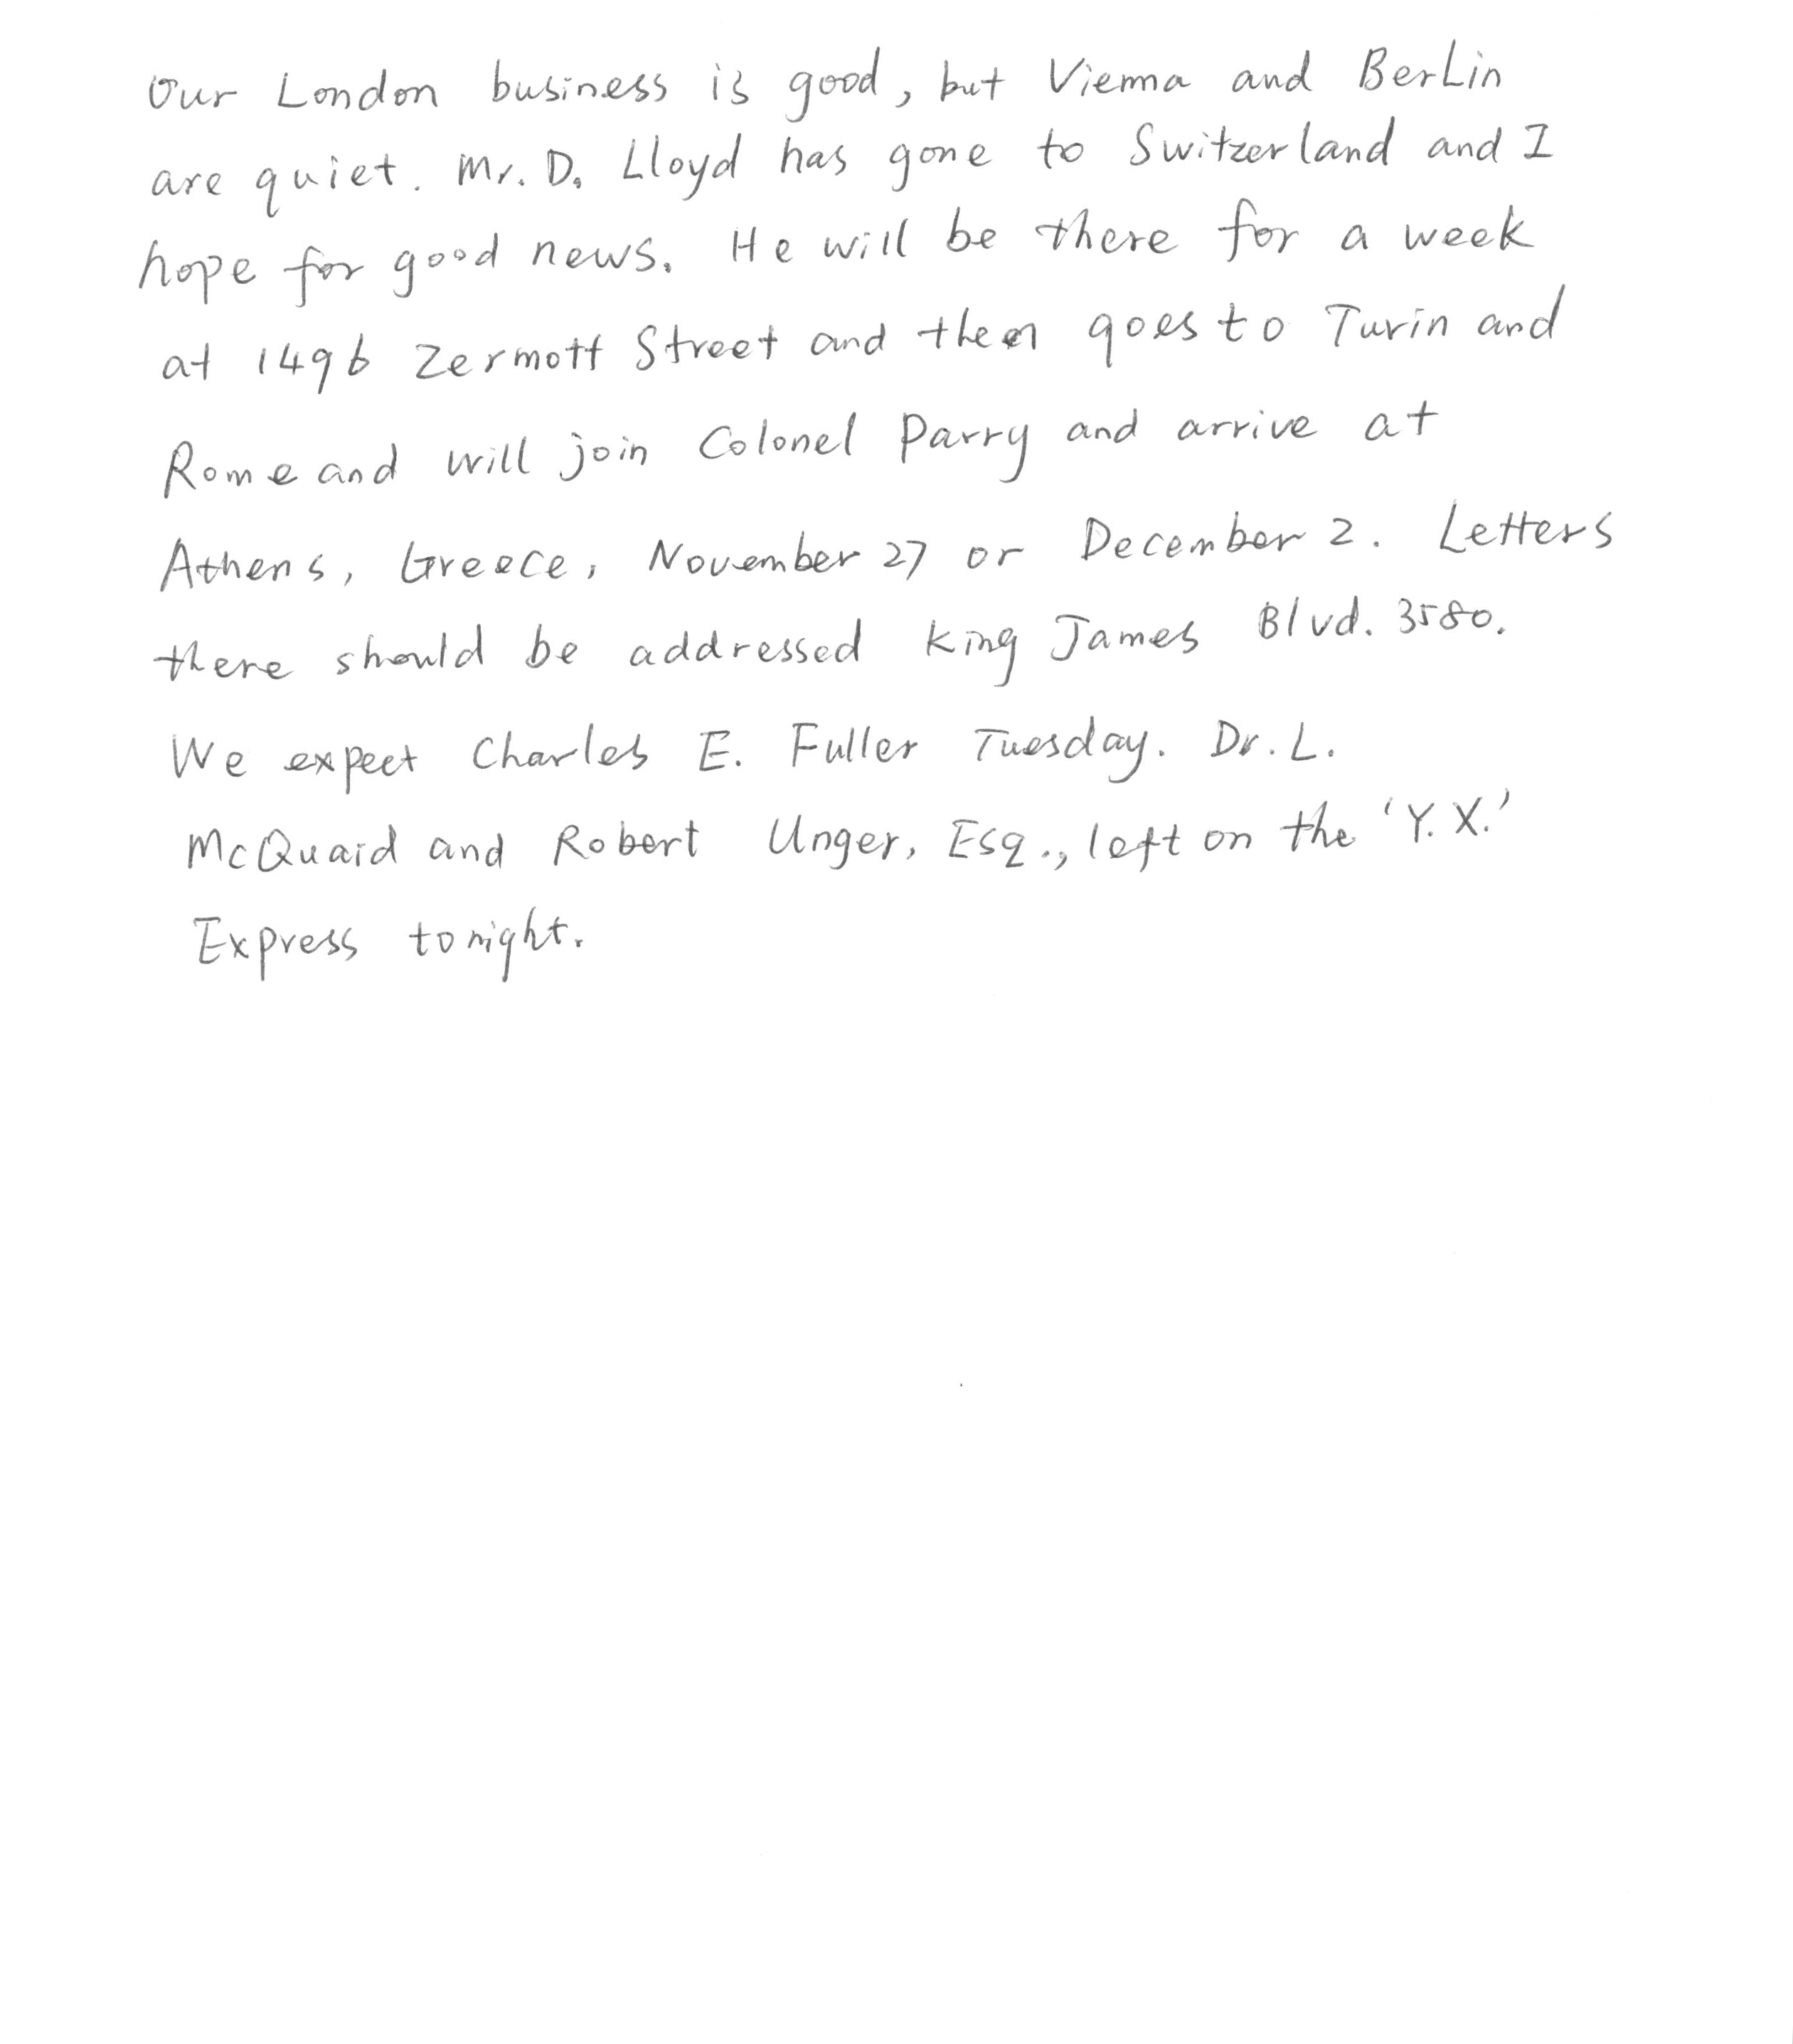 Our London business is good, but Vienna and BerLin
are quiet. Mr. D. Lloyd has gone to Switzerland and I
hope for good news. He will be there for a week
at 1496 Zermott Street and then goes to Turin and
Rome and will join Colonel Parry and arrive at
Athens, Greece, November 27 or December 2. Letters
there should be addressed King James Blvd. 3580.
We expect Charles E. Fuller Tuesday. Dr. L.
McQuaid and Robert Unger, Esq., left on the 'Y.X.'
Express tonight.